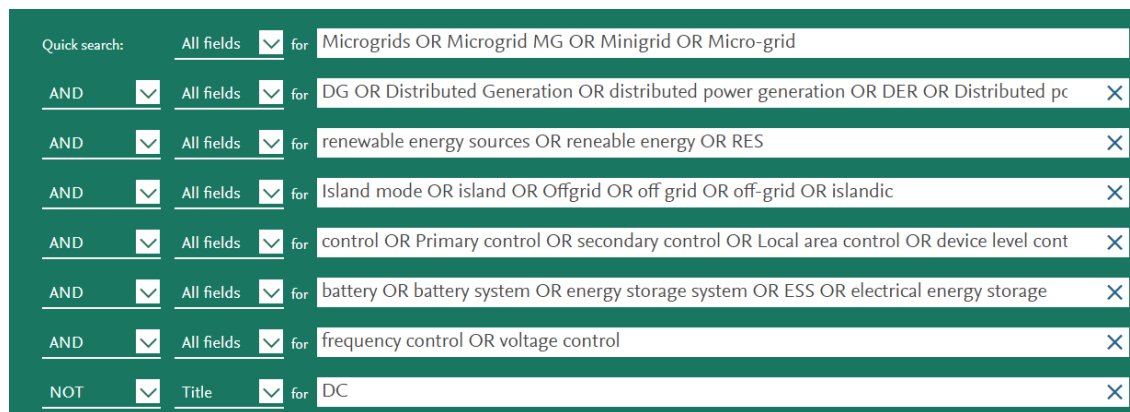 Quick search: All fields for Microgrids OR Microgrid MG OR Minigrid OR Micro-grid
AND All fields for DG OR Distributed Generation OR distributed power generation OR DER OR Distributed pc
AND All fields for renewable energy sources OR reneable energy OR RES
AND All fields for Island mode OR island OR Offgrid OR off grid OR off-grid OR islandic
AND All fields for control OR Primary control OR secondary control OR Local area control OR device level cont
AND All fields for battery OR battery system OR energy storage system OR ESS OR electrical energy storage
AND All fields for frequency control OR voltage control
NOT Title for DC